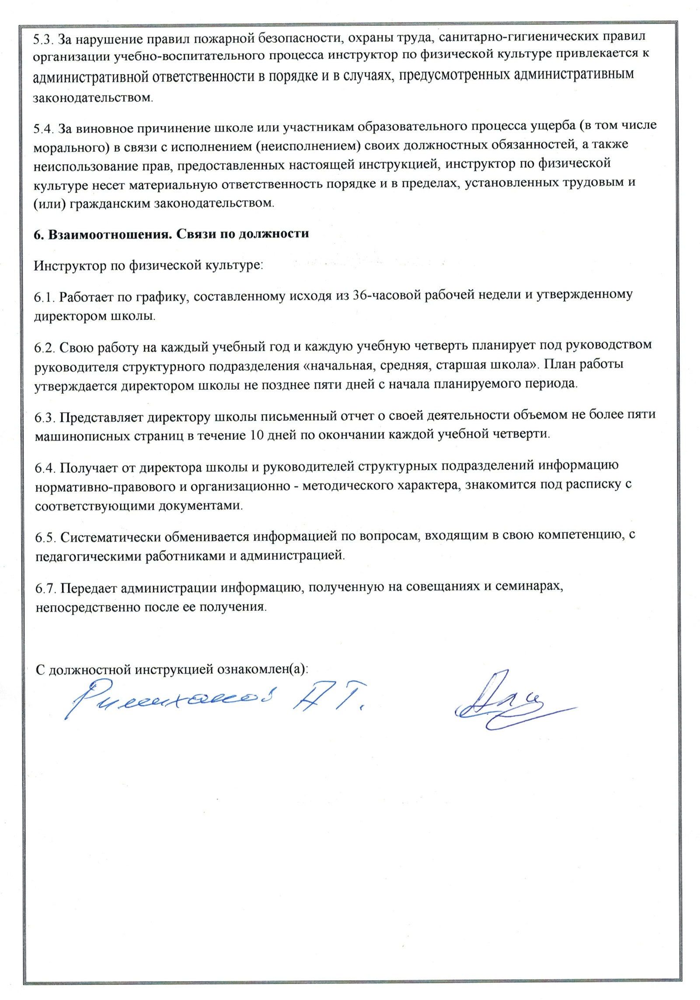 5.3. За нарушение правил пожарной безопасности, охраны труда, санитарно-гигиенических правил
организации учебно-воспитательного процесса инструктор по физической культуре привлекается к
административной ответственности в порядке и в случаях, предусмотренных административным
законодательством.
5.4. За виновное причинение школе или участникам образовательного процесса ущерба (в том числе
морального) в связи с исполнением (неисполнением) своих должностных обязанностей, а также
неиспользование прав, предоставленных настоящей инструкцией, инструктор по физической
культуре несет материальную ответственность порядке и в пределах, установленных трудовым и
(или) гражданским законодательством.
6. Взаимоотношения. Связи по должности
Инструктор по физической культуре:
6.1. Работает по графику, составленному исходя из 36-часовой рабочей недели и утвержденному
директором школы.
6.2. Свою работу на каждый учебный год и каждую учебную четверть планирует под руководством
руководителя структурного подразделения «начальная, средняя, старшая школа». План работы
утверждается директором школы не позднее пяти дней с начала планируемого периода.
6.3. Представляет директору школы письменный отчет о своей деятельности объемом не более пяти
машинописных страниц в течение 10 дней по окончании каждой учебной четверти.
6.4. Получает от директора школы и руководителей структурных подразделений информацию
нормативно-правового и организационно - методического характера, знакомится под расписку с
соответствующими документами.
6.5. Систематически обменивается информацией по вопросам, входящим в свою компетенцию, с
педагогическими работниками и администрацией.
6.7. Передает администрации информацию, полученную на совещаниях и семинарах,
непосредственно после ее получения.
С должностной инструкцией ознакомлен(а):
А Т.